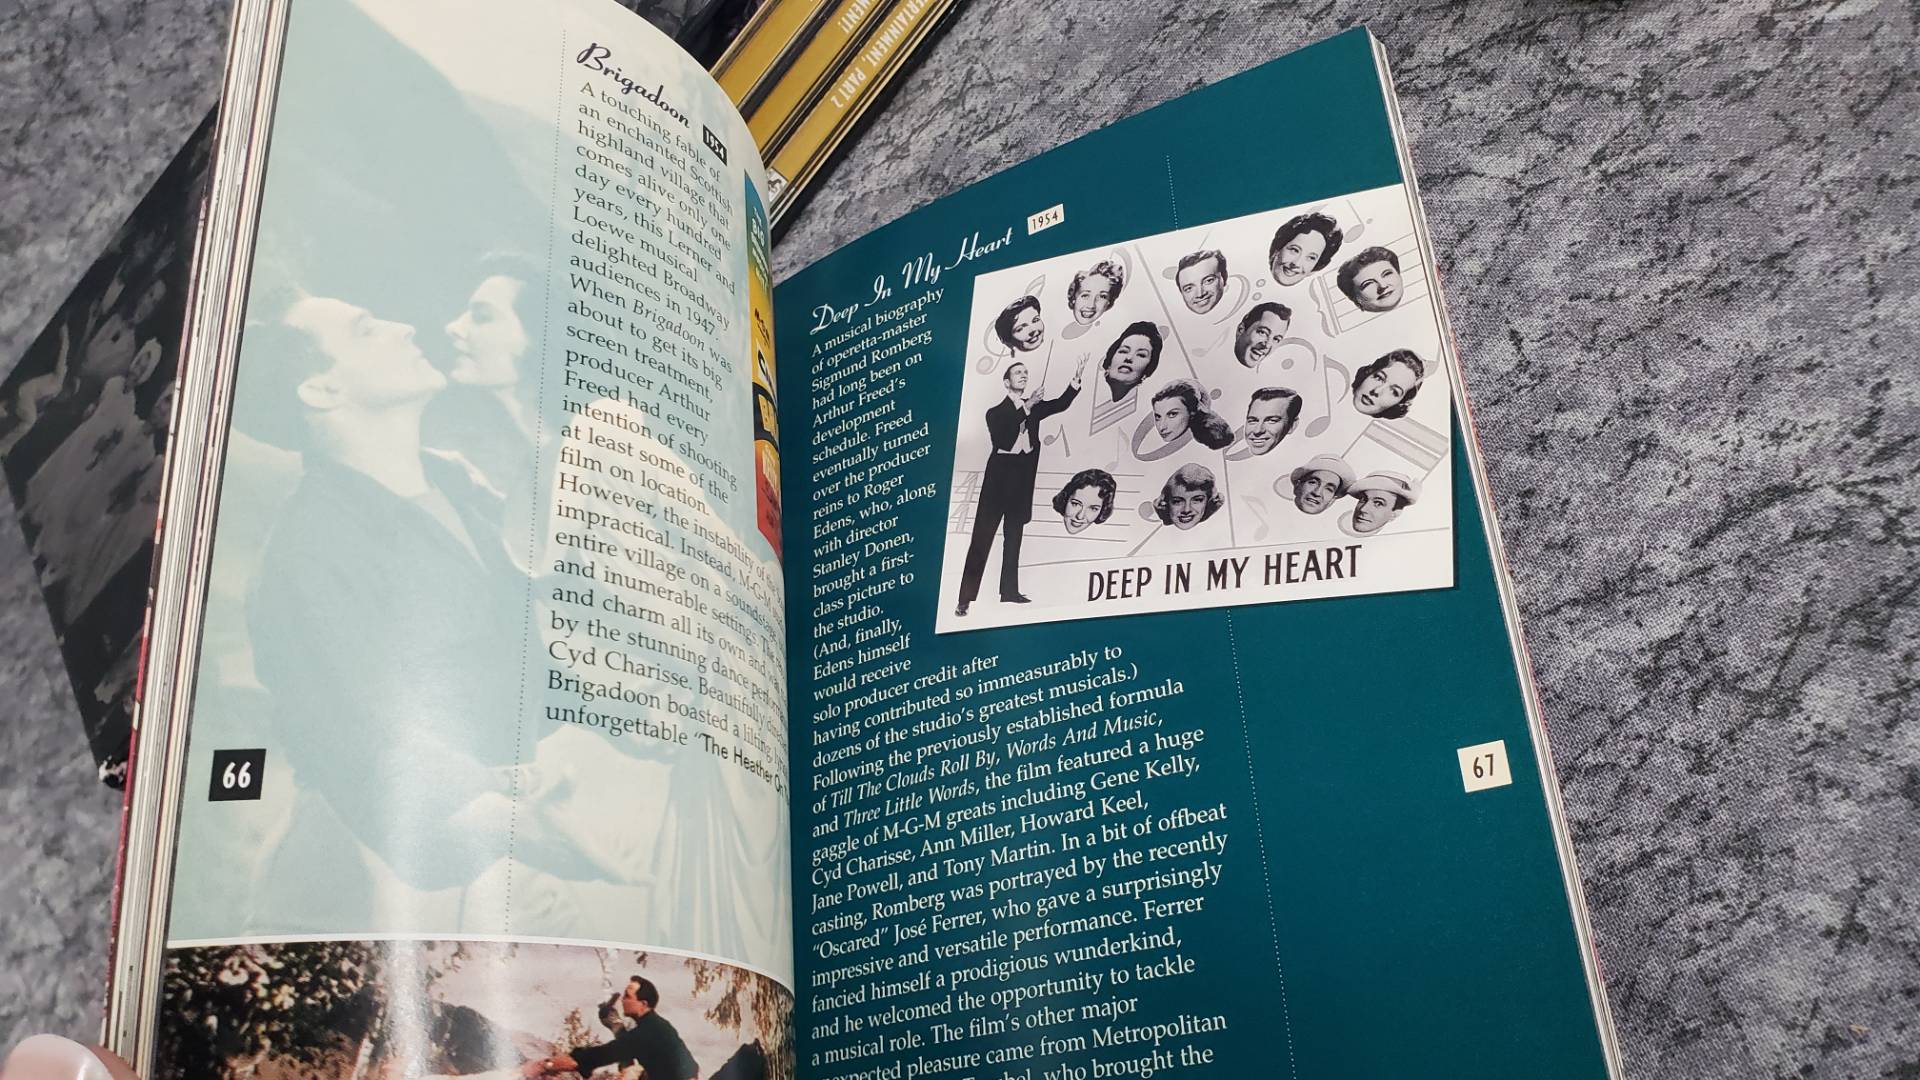 ERTAINMENT, PART 2
NMENT!
Brigadoon 1954
A touching fable of
an enchanted Scottish
highland village that
comes alive only one
day every hundred
years, this Lerner and
Loewe musical
delighted Broadway
audiences in 1947.
When Brigadoon was
about to get its big
screen treatment,
producer Arthur
Freed had every
intention of shooting
at least some of the
film on location.
However, the instability of
impractical. Instead, M-G-M
entire village on a soundstage
and inumerable settings. The
and charm all its own and was
by the stunning dance
Cyd Charisse. Beautifully
Brigadoon boasted a lilting
unforgettable “The Heather On
66
Deep In My Heart 1954
A musical biography
of operetta-master
Sigmund Romberg
had long been on
Arthur Freed’s
development
schedule. Freed
eventually turned
over the producer
reins to Roger
Edens, who, along
with director
Stanley Donen,
brought a first-
class picture to
the studio.
(And, finally,
Edens himself
would receive
solo producer credit after
having contributed so immeasurably to
dozens of the studio’s greatest musicals.)
Following the previously established formula
of Till The Clouds Roll By, Words And Music,
and Three Little Words, the film featured a huge
gaggle of M-G-M greats including Gene Kelly,
Cyd Charisse, Ann Miller, Howard Keel,
Jane Powell, and Tony Martin. In a bit of offbeat
casting, Romberg was portrayed by the recently
“Oscared” José Ferrer, who gave a surprisingly
impressive and versatile performance. Ferrer
fancied himself a prodigious wunderkind,
and he welcomed the opportunity to tackle
a musical role. The film’s other major
expected pleasure came from Metropolitan
who brought the
DEEP IN MY HEART
67